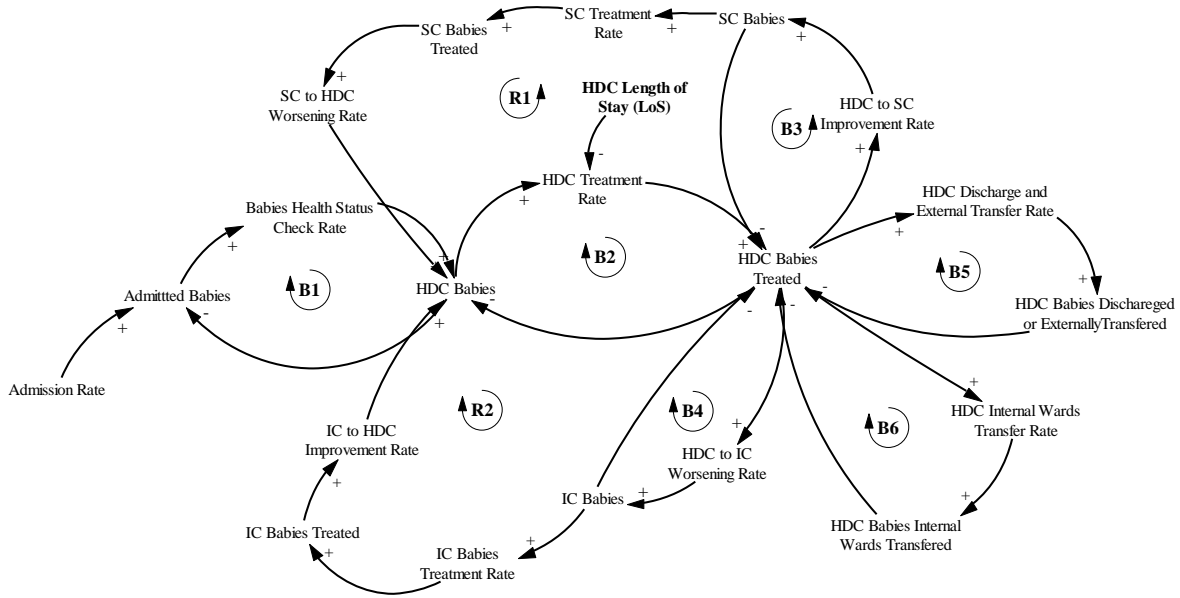 SC Treatment
Rate
SC Babies
SC Babies
Treated
+
+
+
+
SC to HDC
Worsening Rate
R1
HDC Length of
Stay (LoS)
B3
HDC to SC
Improvement Rate
+
-
HDC Treatment
Rate
+
Babies Health Status
Check Rate
+
HDC Discharge and
External Transfer Rate
+
B2
-
+
HDC Babies
Treated
B5
+
B1
Admittted Babies
+
-
+
HDC Babies
-
+
-
-
-
HDC Babies Dischareged
or ExternallyTransfered
Admission Rate
R2
B4
B6
+
HDC Internal Wards
Transfer Rate
IC to HDC
Improvement Rate
+
+
HDC to IC
Worsening Rate
IC Babies
+
+
HDC Babies Internal
Wards Transfered
IC Babies Treated
+
+
IC Babies
Treatment Rate